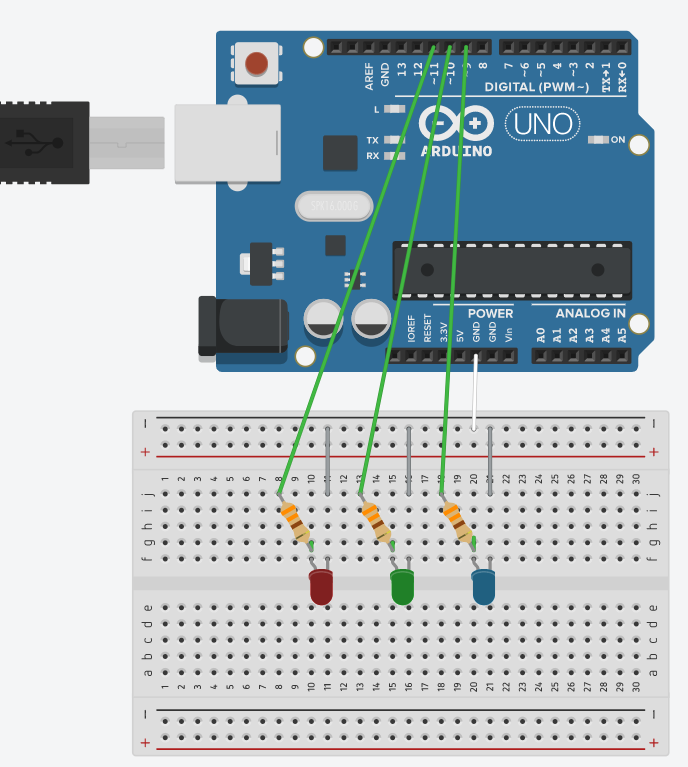 AREF
GND
13
12
~11
~10
~9
8
7
~6
~5
4
~3
2
TX→1
RX←0
DIGITAL (PWM~)
L
TX
RX
ARDUINO
UNO
ON
POWER
ANALOG IN
IOREF
RESET
3.3V
5V
GND
GND
Vin
A0
A1
A2
A3
A4
A5
1 2 3 4 5 6 7 8 9 10 11 12 13 14 15 16 17 18 19 20 21 22 23 24 25 26 27 28 29 30
j j
i i
h h
g g
f f
e e
d d
c c
b b
a a
1 2 3 4 5 6 7 8 9 10 11 12 13 14 15 16 17 18 19 20 21 22 23 24 25 26 27 28 29 30